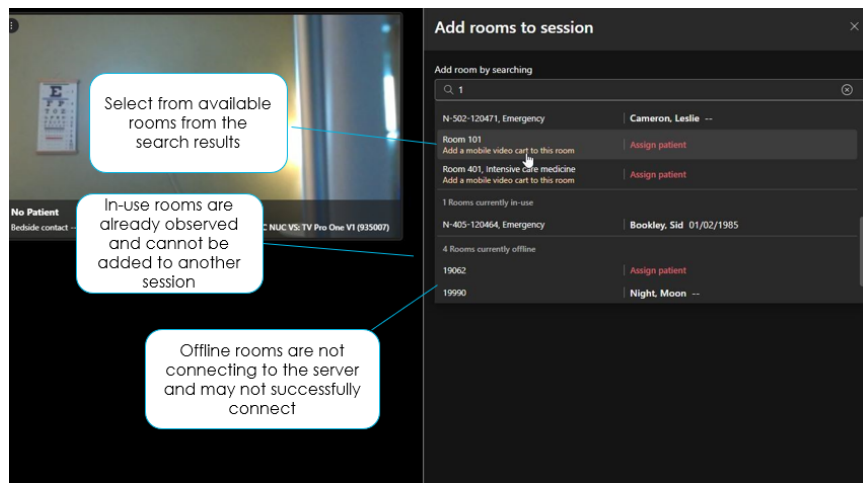 Add rooms to session
Add room by searching
1
N-502-120471, Emergency
Cameron, Leslie --
Room 101
Add a mobile video cart to this room
Assign patient
Room 401, Intensive care medicine
Add a mobile video cart to this room
Assign patient
1 Rooms currently in-use
N-405-120464, Emergency
Bookley, Sid 01/02/1985
4 Rooms currently offline
19062
Assign patient
19990
Night, Moon --
Select from available
rooms from the
search results
In-use rooms are
already observed
and cannot be
added to another
session
Offline rooms are not
connecting to the server
and may not successfully
connect
No Patient
Bedside contact --
NUC VS: TV Pro One V1 (935007)
E